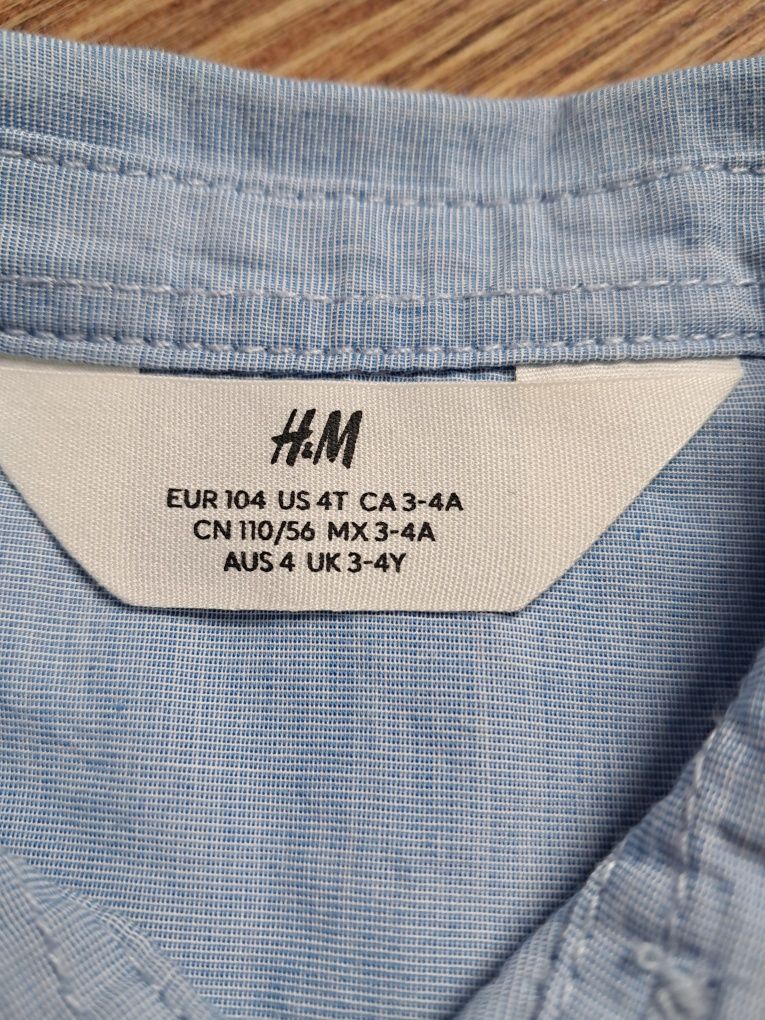 H&M
EUR 104 US 4T CA 3-4A
CN 110/56 MX 3-4A
AUS 4 UK 3-4Y